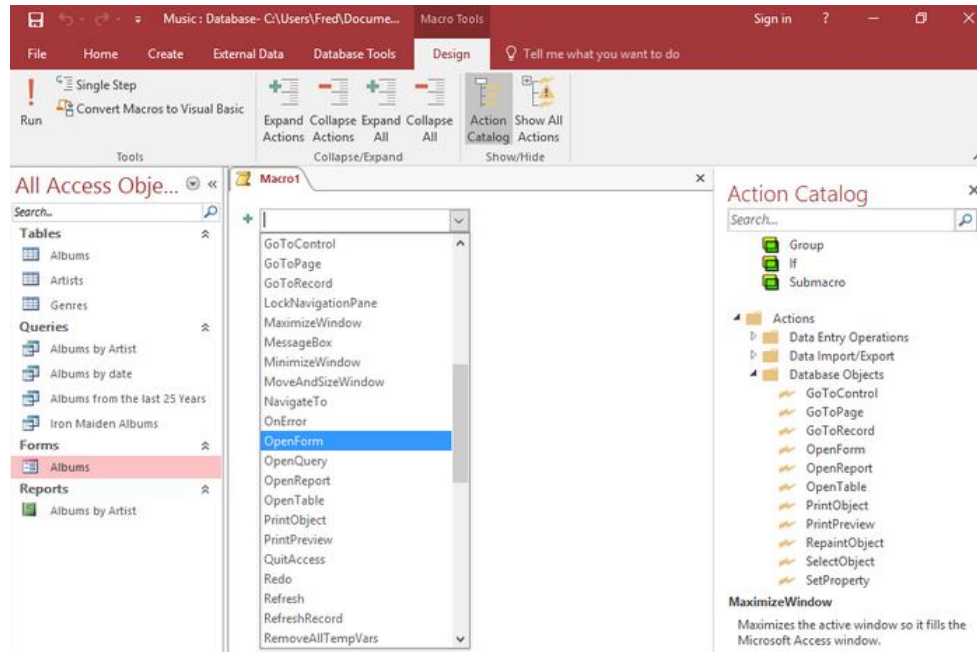 Music : Database- C:\Users\Fred\Docume... Macro Tools Sign in ?
File Home Create External Data Database Tools Design Tell me what you want to do
Run
Single Step
Convert Macros to Visual Basic
Tools
Expand Actions
Collapse Actions
Expand All
Collapse All
Collapse/Expand
Action Catalog
Show All Actions
Show/Hide
All Access Obje...
Search...
Tables
Albums
Artists
Genres
Queries
Albums by Artist
Albums by date
Albums from the last 25 Years
Iron Maiden Albums
Forms
Albums
Reports
Albums by Artist
Macro1
GoToControl
GoToPage
GoToRecord
LockNavigationPane
MaximizeWindow
MessageBox
MinimizeWindow
MoveAndSizeWindow
NavigateTo
OnError
OpenForm
OpenQuery
OpenReport
OpenTable
PrintObject
PrintPreview
QuitAccess
Redo
Refresh
RefreshRecord
RemoveAllTempVars
Action Catalog
Search...
Group
If
Submacro
Actions
Data Entry Operations
Data Import/Export
Database Objects
GoToControl
GoToPage
GoToRecord
OpenForm
OpenReport
OpenTable
PrintObject
PrintPreview
RepaintObject
SelectObject
SetProperty
MaximizeWindow
Maximizes the active window so it fills the
Microsoft Access window.